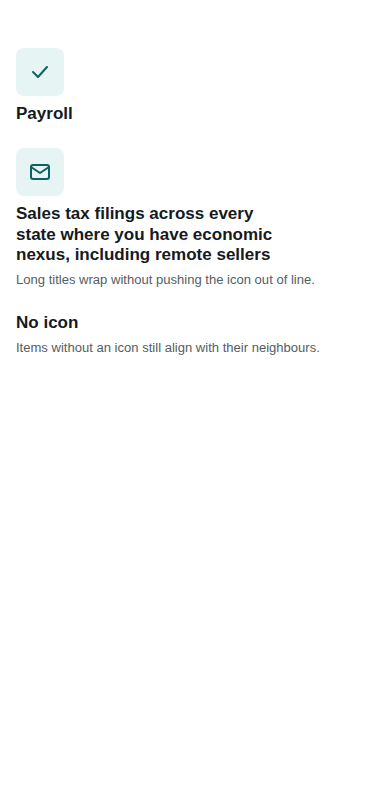 Payroll
Sales tax filings across every
state where you have economic
nexus, including remote sellers
Long titles wrap without pushing the icon out of line.
No icon
Items without an icon still align with their neighbours.